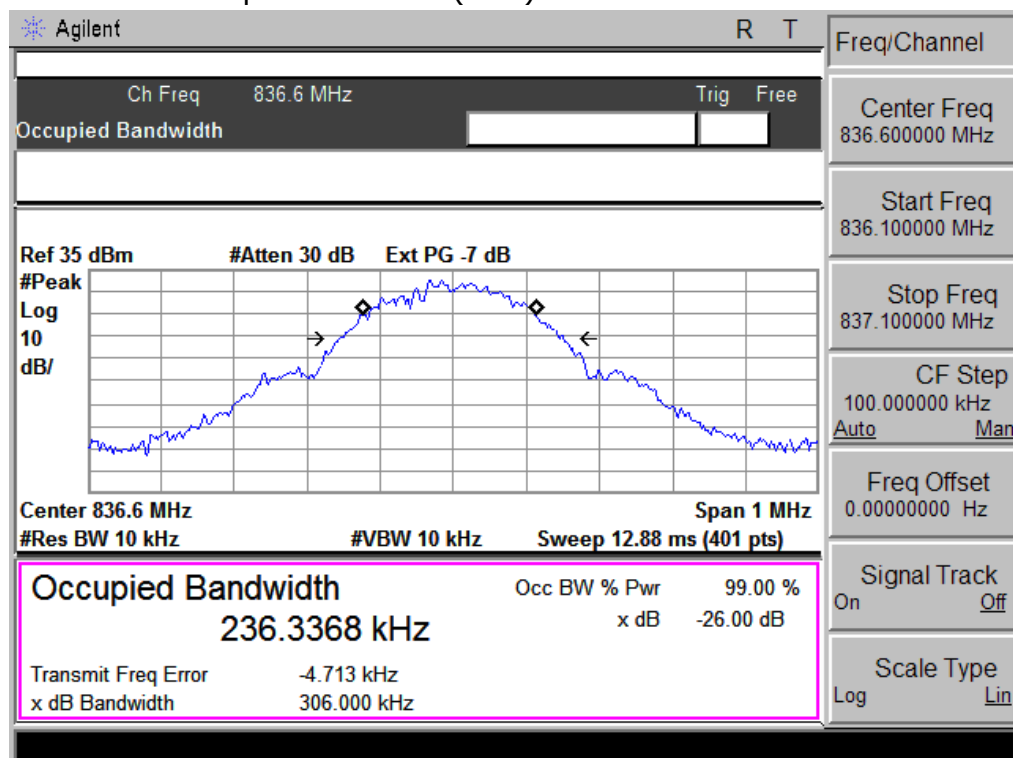 Agilent R T
Freq/Channel
Ch Freq 836.6 MHz Trig Free
Occupied Bandwidth
Center Freq
836.600000 MHz
Start Freq
836.100000 MHz
Ref 35 dBm #Atten 30 dB Ext PG -7 dB
#Peak
Log
10
dB/
Stop Freq
837.100000 MHz
CF Step
100.000000 kHz
Auto Man
Freq Offset
0.00000000 Hz
Center 836.6 MHz Span 1 MHz
#Res BW 10 kHz #VBW 10 kHz Sweep 12.88 ms (401 pts)
Occupied Bandwidth Occ BW % Pwr 99.00 %
236.3368 kHz x dB -26.00 dB
Transmit Freq Error -4.713 kHz
x dB Bandwidth 306.000 kHz
Signal Track
On Off
Scale Type
Log Lin